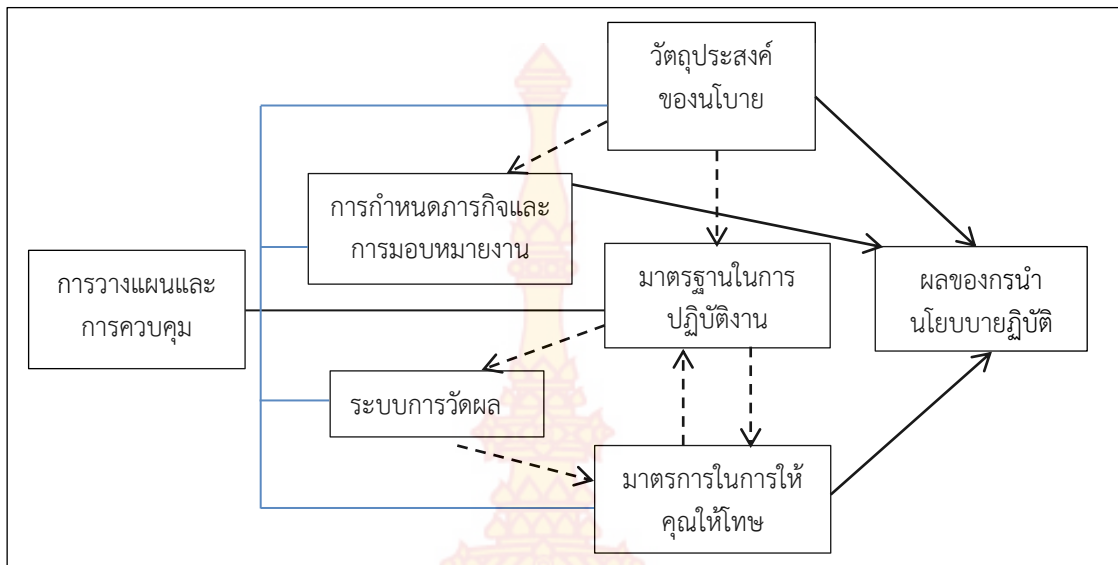 วัตถุประสงค์
ของนโบาย
การกำหนดภารกิจและ
การมอบหมายงาน
การวางแผนและ
การควบคุม
มาตรฐานในการ
ปฏิบัติงาน
ผลของกรนำ
นโยบบายฏิบัติ
ระบบการวัดผล
มาตรการในการให้
คุณให้โทษ